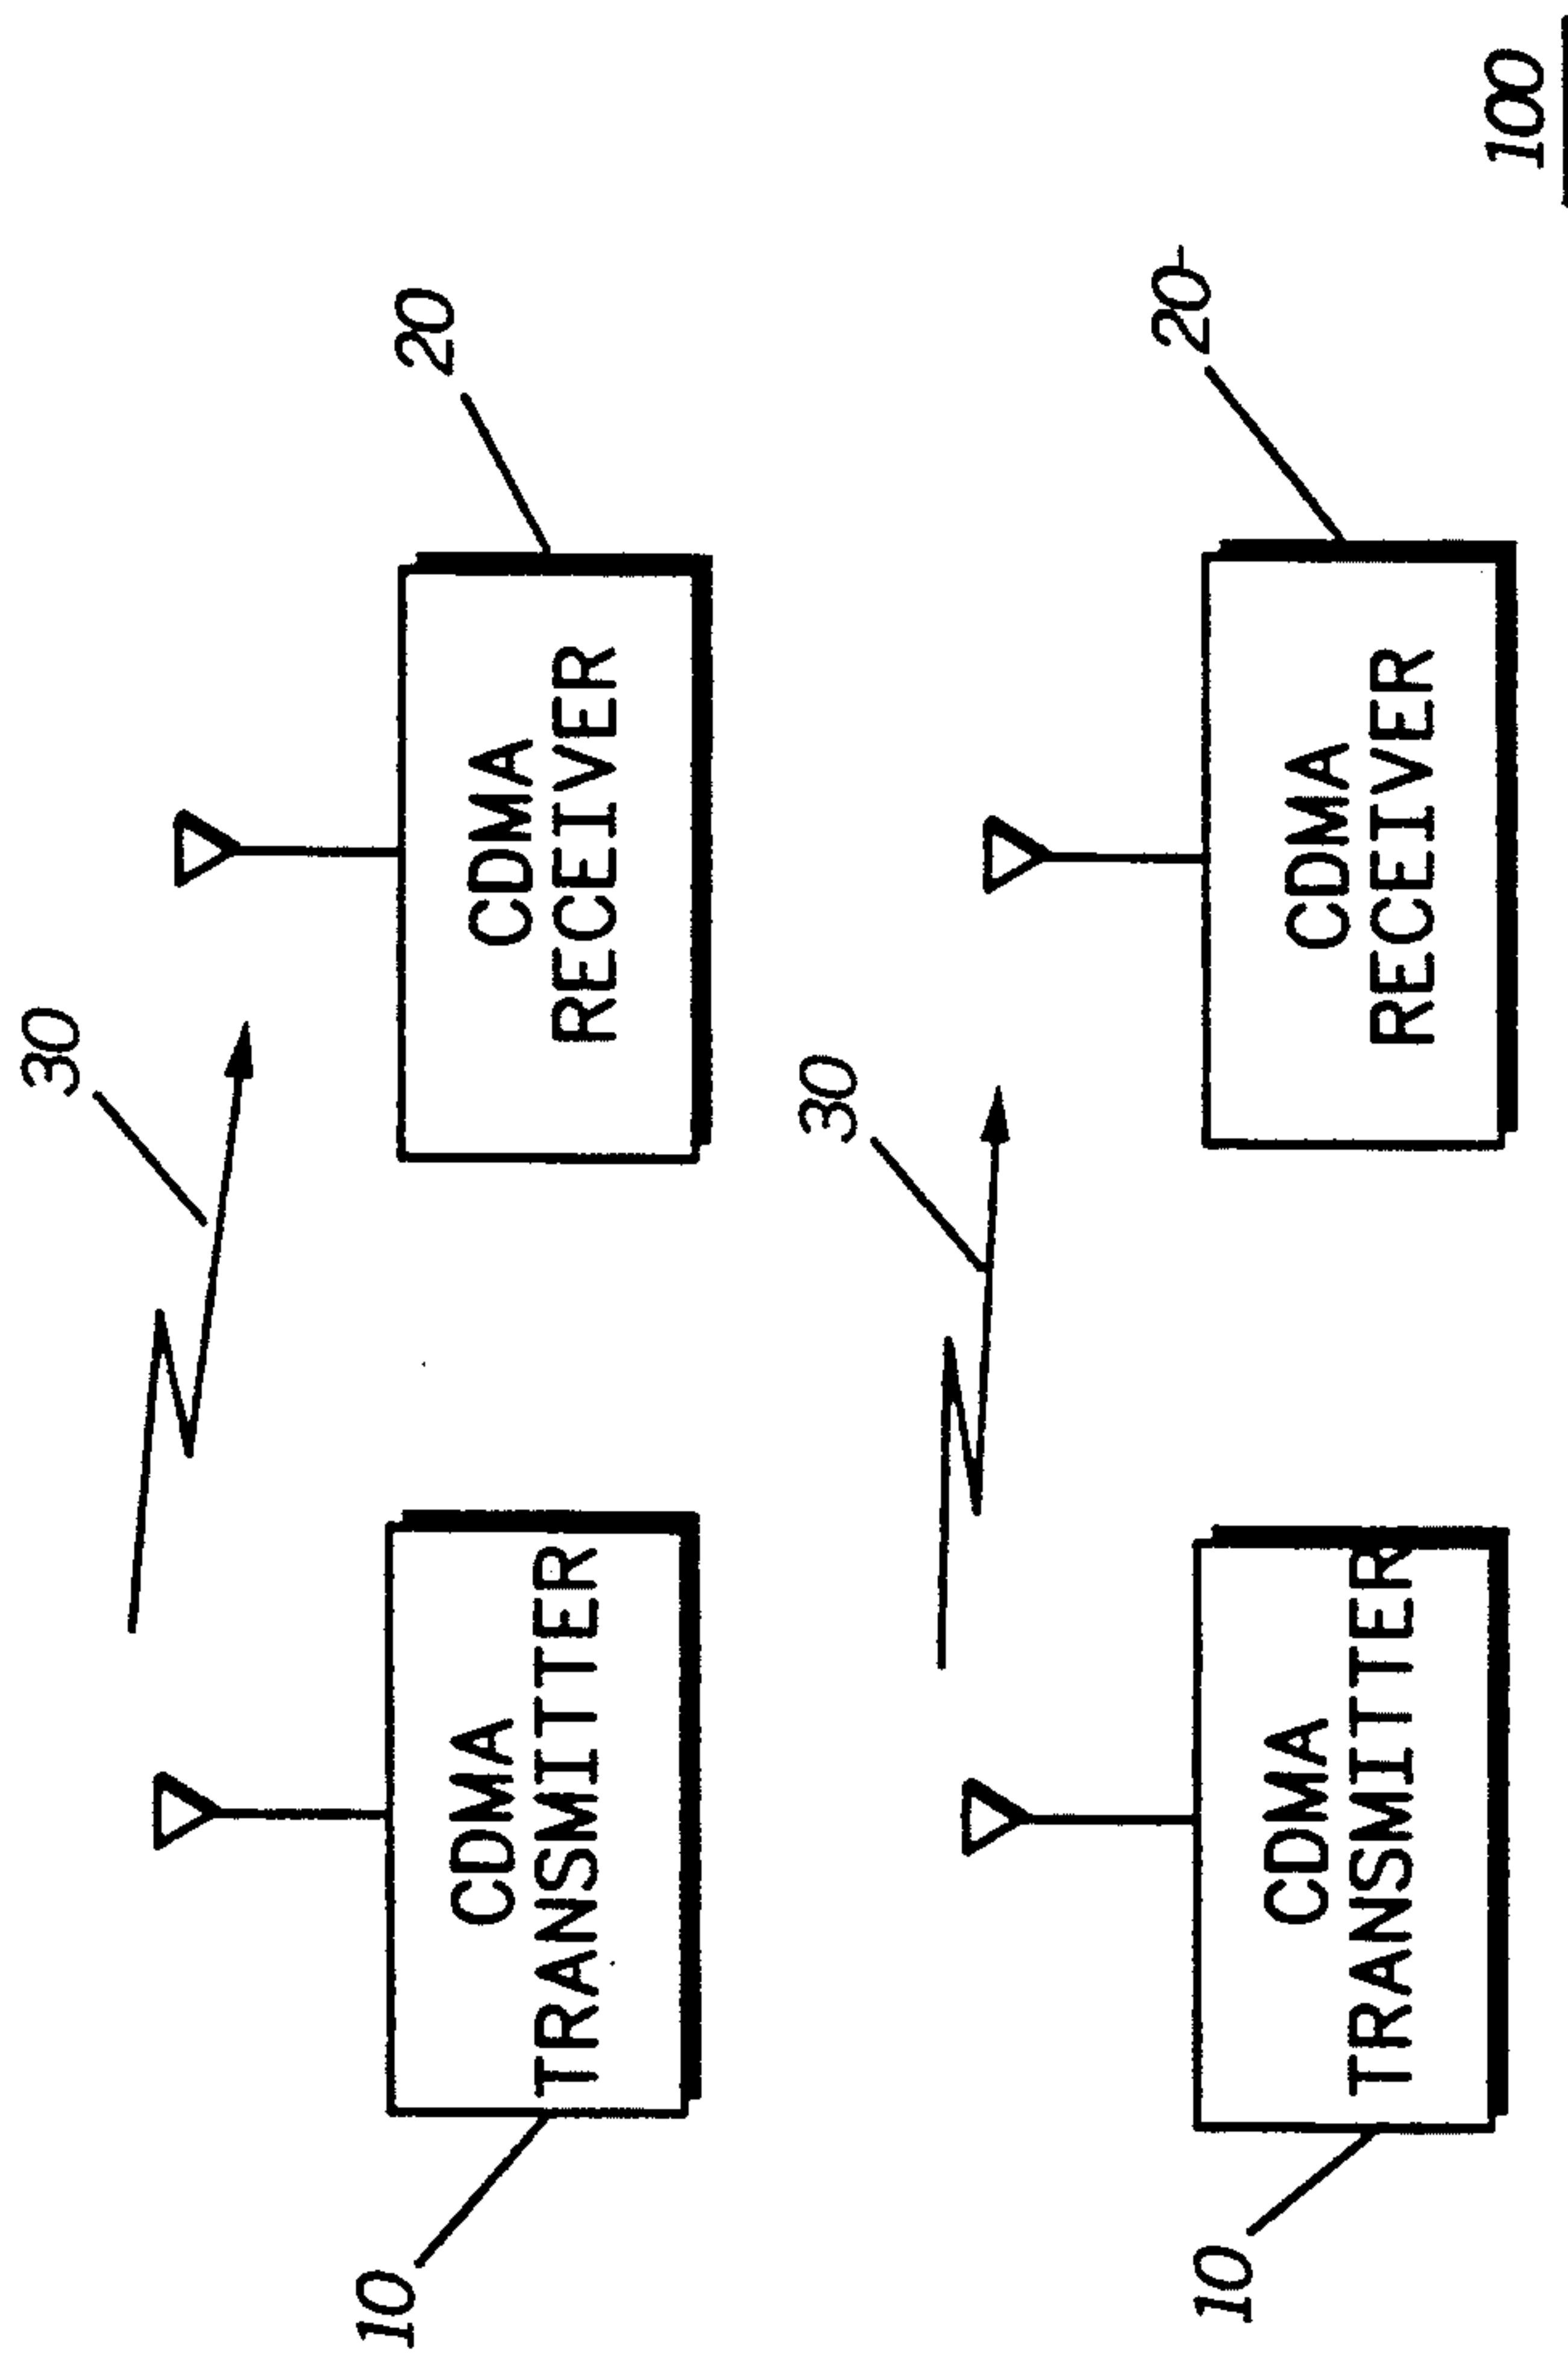 30
10
CDMA
TRANSMITTER
CDMA
RECEIVER
20
30
10
CDMA
TRANSMITTER
CDMA
RECEIVER
20
100